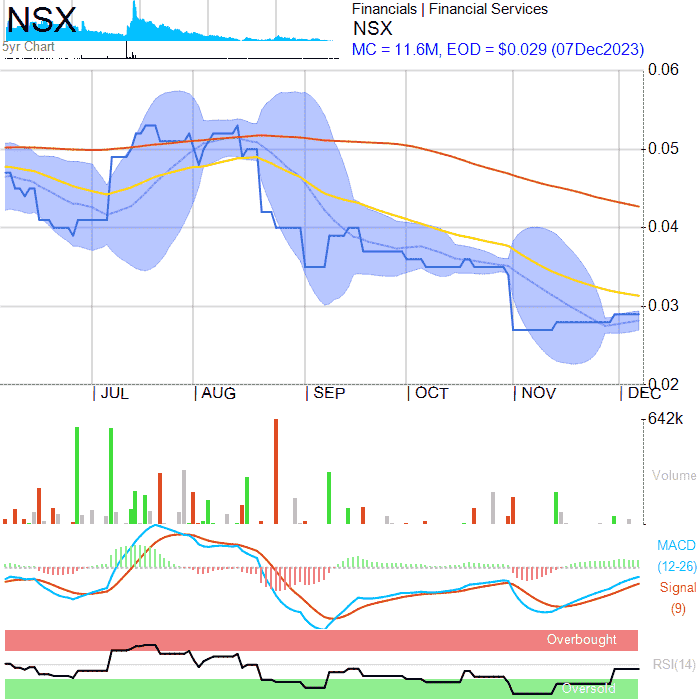 NSX
5yr Chart
Financials | Financial Services
NSX
MC = 11.6M, EOD = $0.029 (07Dec2023)
0.06
0.05
0.04
0.03
0.02
JUL AUG SEP OCT NOV DEC
642k
Volume
MACD
(12-26)
Signal
(9)
Overbought
RSI(14)
Oversold